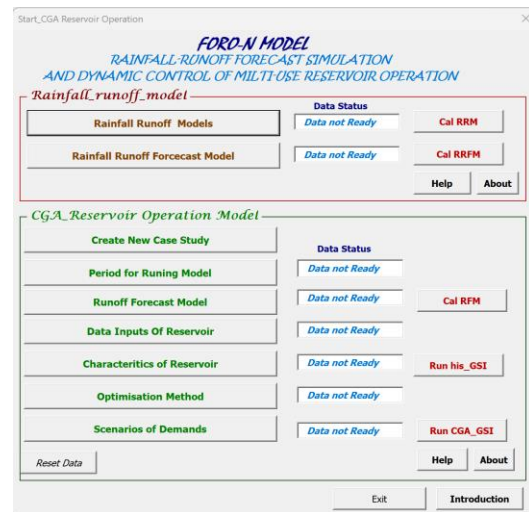 Start_CGA Reservoir Operation
FORO-N MODEL
RAINFALL-RUNOFF FORECAST STIMULATION
AND DYNAMIC CONTROL OF MILTI-USE RESERVOIR OPERATION
Rainfall_runoff_model
Data Status
Rainfall Runoff Models Data not Ready Cal RRM
Rainfall Runoff Forcecast Model Data not Ready Cal RRFM
Help About
CGA_Reservoir Operation Model
Create New Case Study
Data Status
Period for Runing Model Data not Ready
Runoff Forecast Model Data not Ready Cal RFM
Data Inputs Of Reservoir Data not Ready
Characteritics of Reservoir Data not Ready Run his_GSI
Optimisation Method Data not Ready
Scenarios of Demands Data not Ready Run CGA_GSI
Reset Data Help About
Exit Introduction